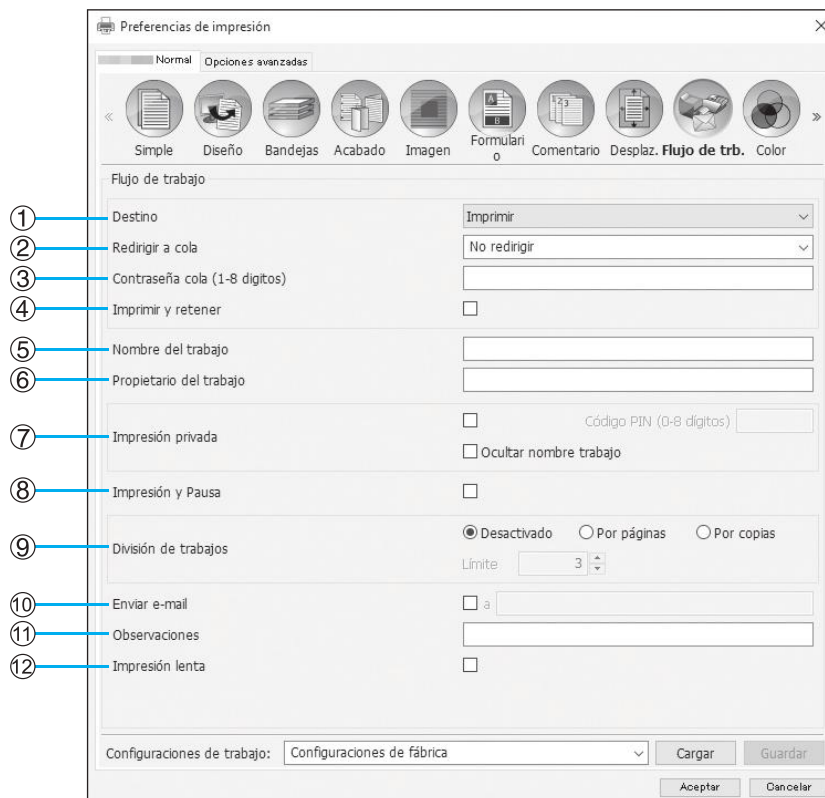 Preferencias de impresión
Normal Opciones avanzadas
« Simple Diseño Bandejas Acabado Imagen Formulari
o Comentario Desplaz. Flujo de trb. Color »
A
B
123
Flujo de trabajo
① Destino Imprimir
② Redirigir a cola No redirigir
③ Contraseña cola (1-8 digitos)
④ Imprimir y retener
⑤ Nombre del trabajo
⑥ Propietario del trabajo
⑦ Impresión privada Código PIN (0-8 dígitos)
Ocultar nombre trabajo
⑧ Impresión y Pausa
⑨ División de trabajos Desactivado Por páginas Por copias
Límite 3
⑩ Enviar e-mail a
⑪ Observaciones
⑫ Impresión lenta
Configuraciones de trabajo: Configuraciones de fábrica Cargar Guardar
Aceptar Cancelar